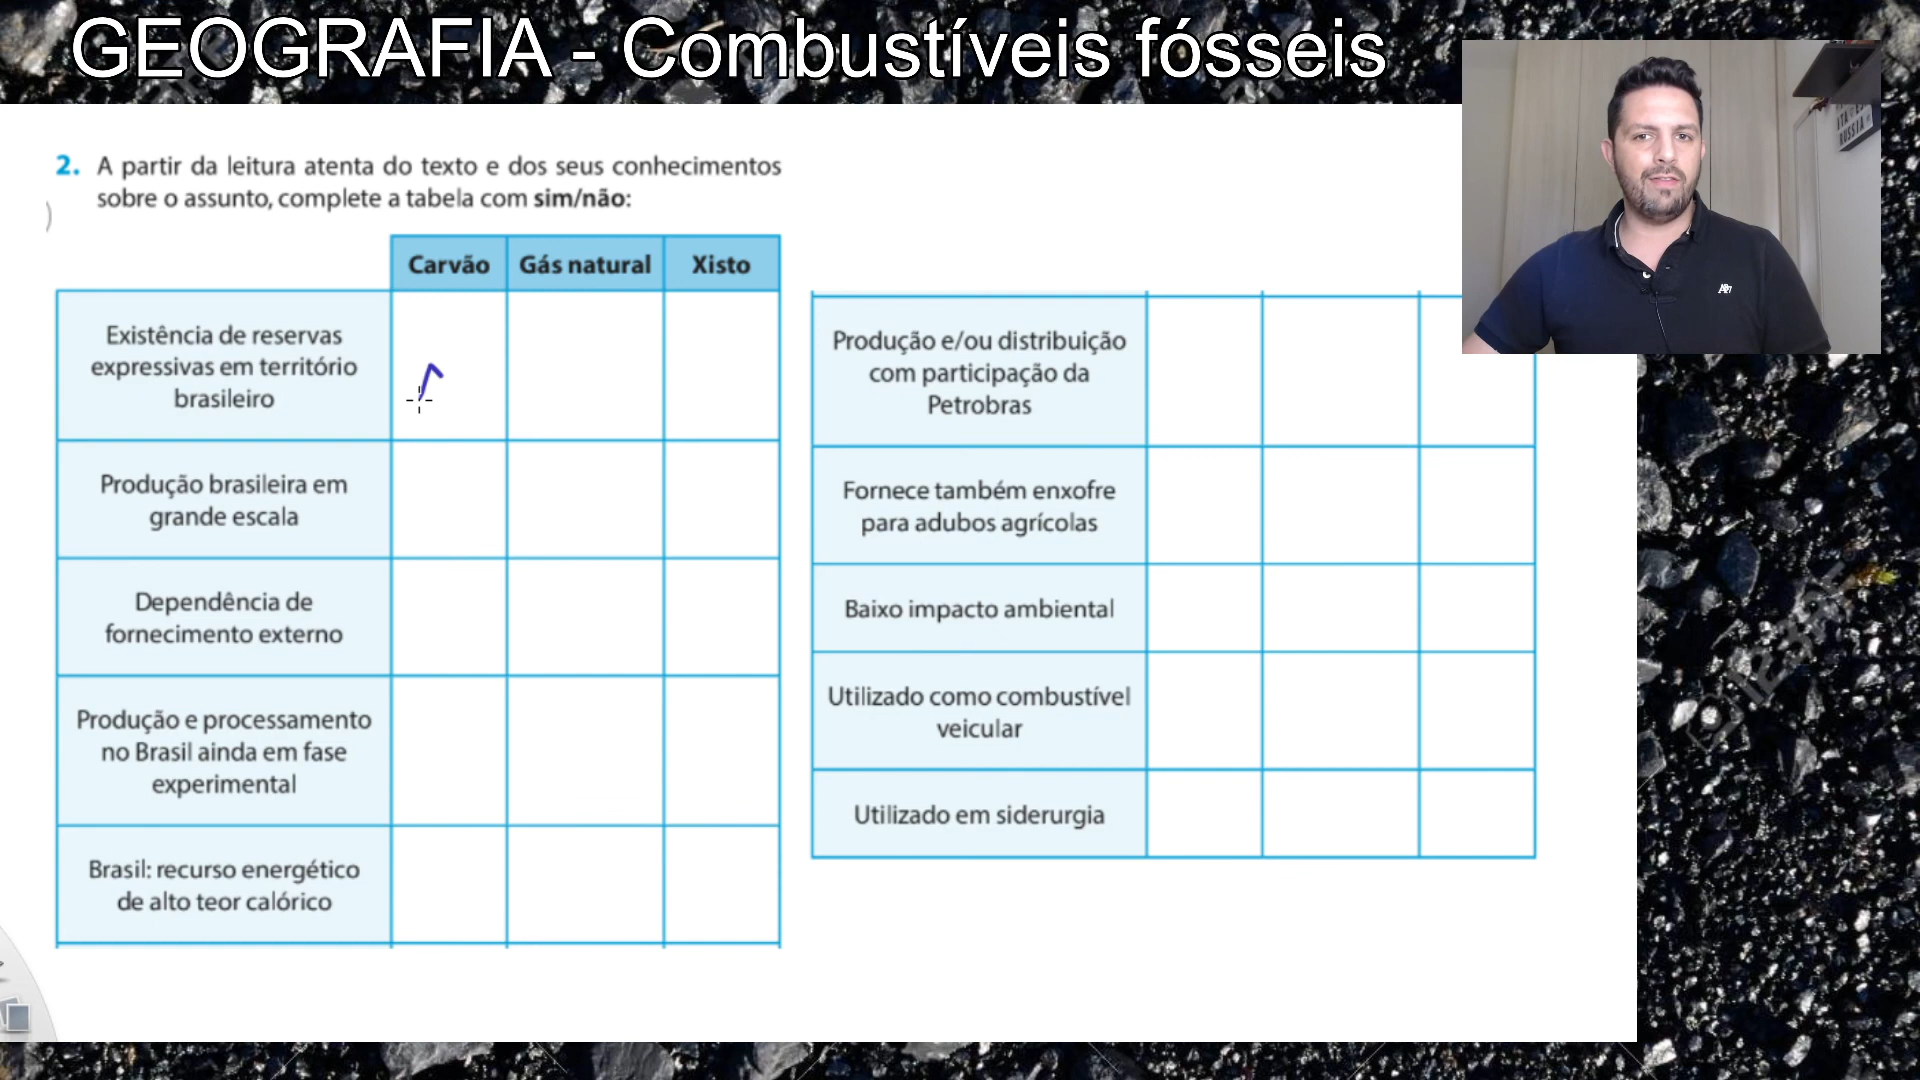 GEOGRAFIA - Combustíveis fósseis
2. A partir da leitura atenta do texto e dos seus conhecimentos
sobre o assunto, complete a tabela com sim/não:
Carvão Gás natural Xisto
Existência de reservas
expressivas em território
brasileiro
Produção brasileira em
grande escala
Dependência de
fornecimento externo
Produção e processamento
no Brasil ainda em fase
experimental
Brasil: recurso energético
de alto teor calórico
Produção e/ou distribuição
com participação da
Petrobras
Fornece também enxofre
para adubos agrícolas
Baixo impacto ambiental
Utilizado como combustível
veicular
Utilizado em siderurgia
RUSSIA